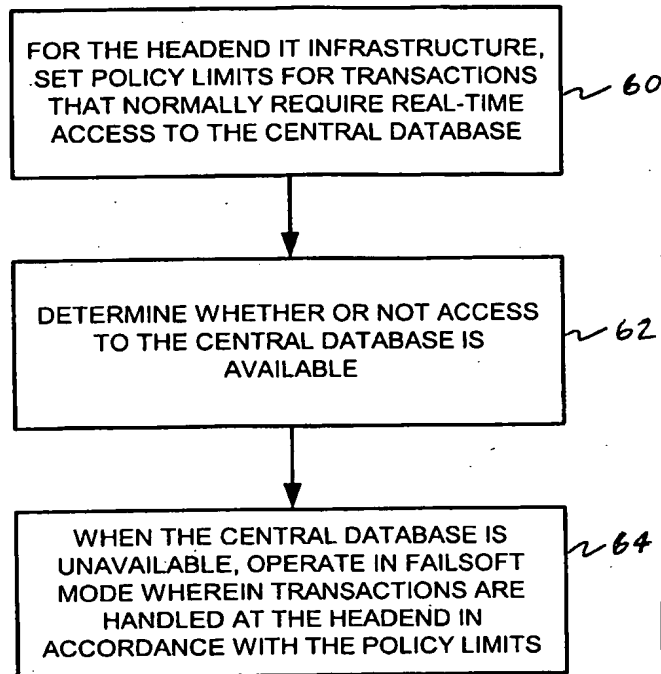 FOR THE HEADEND IT INFRASTRUCTURE,
SET POLICY LIMITS FOR TRANSACTIONS
THAT NORMALLY REQUIRE REAL-TIME
ACCESS TO THE CENTRAL DATABASE
60
DETERMINE WHETHER OR NOT ACCESS
TO THE CENTRAL DATABASE IS
AVAILABLE
62
WHEN THE CENTRAL DATABASE IS
UNAVAILABLE, OPERATE IN FAILSOFT
MODE WHEREIN TRANSACTIONS ARE
HANDLED AT THE HEADEND IN
ACCORDANCE WITH THE POLICY LIMITS
64